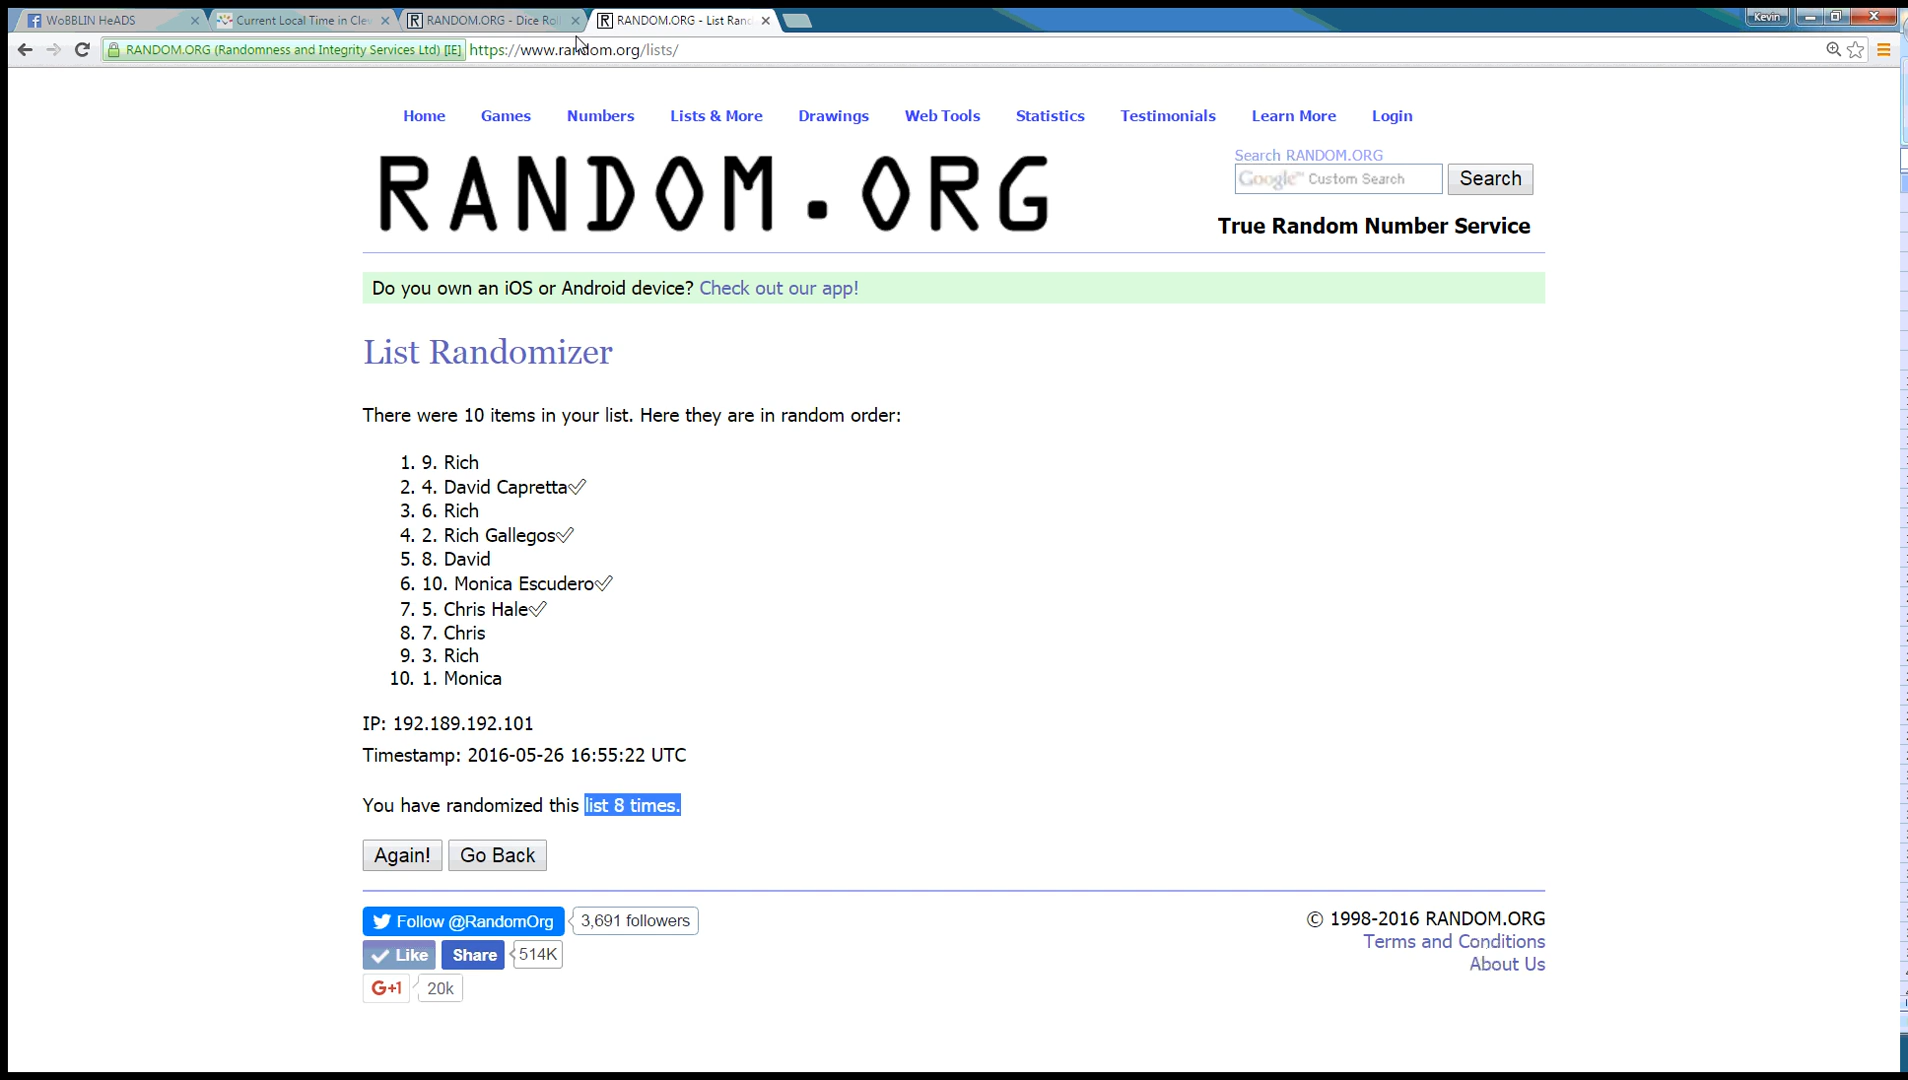 WoBBLIN HeADS
Current Local Time in Clev
RANDOM.ORG - Dice Roll
RANDOM.ORG - List Rand
Kevin
RANDOM.ORG (Randomness and Integrity Services Ltd) [IE]
https://www.random.org/lists/
Home Games Numbers Lists & More Drawings Web Tools Statistics Testimonials Learn More Login
RANDOM.ORG
Search RANDOM.ORG
Google™ Custom Search
Search
True Random Number Service
Do you own an iOS or Android device? Check out our app!
List Randomizer
There were 10 items in your list. Here they are in random order:
1. 9. Rich
2. 4. David Capretta✓
3. 6. Rich
4. 2. Rich Gallegos✓
5. 8. David
6. 10. Monica Escudero✓
7. 5. Chris Hale✓
8. 7. Chris
9. 3. Rich
10. 1. Monica
IP: 192.189.192.101
Timestamp: 2016-05-26 16:55:22 UTC
You have randomized this list 8 times.
Again! Go Back
Follow @RandomOrg 3,691 followers
Like Share 514K
G+1 20k
© 1998-2016 RANDOM.ORG
Terms and Conditions
About Us